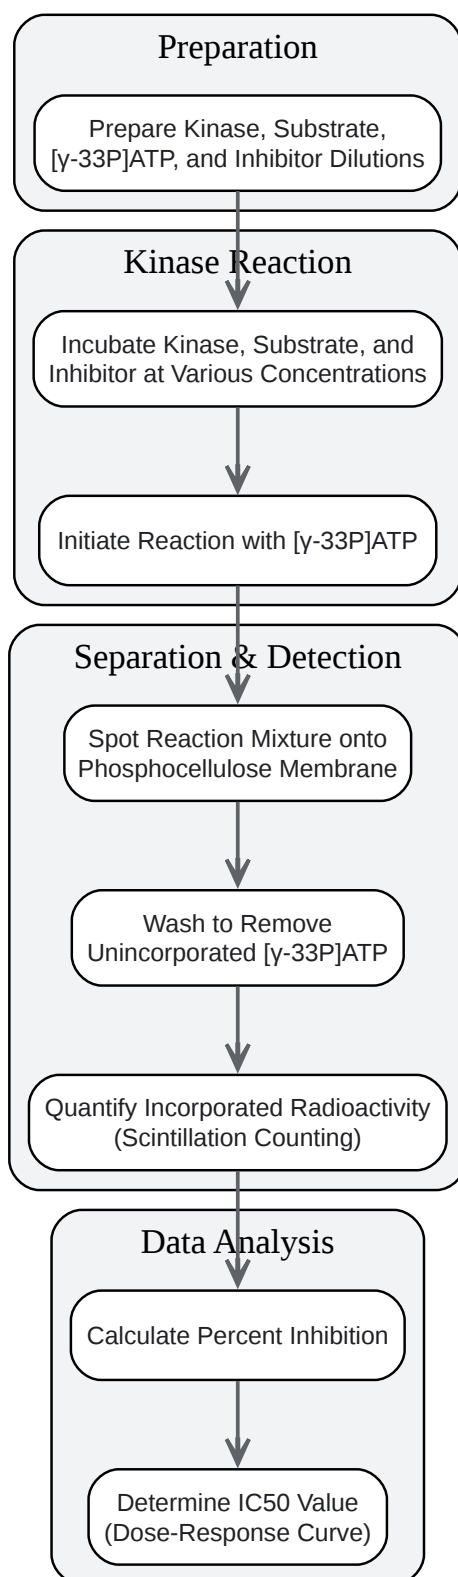 Preparation
Prepare Kinase, Substrate,
[γ-33P]ATP, and Inhibitor Dilutions
Kinase Reaction
Incubate Kinase, Substrate, and
Inhibitor at Various Concentrations
Initiate Reaction with [γ-33P]ATP
Separation & Detection
Spot Reaction Mixture onto
Phosphocellulose Membrane
Wash to Remove
Unincorporated [γ-33P]ATP
Quantify Incorporated Radioactivity
(Scintillation Counting)
Data Analysis
Calculate Percent Inhibition
Determine IC50 Value
(Dose-Response Curve)